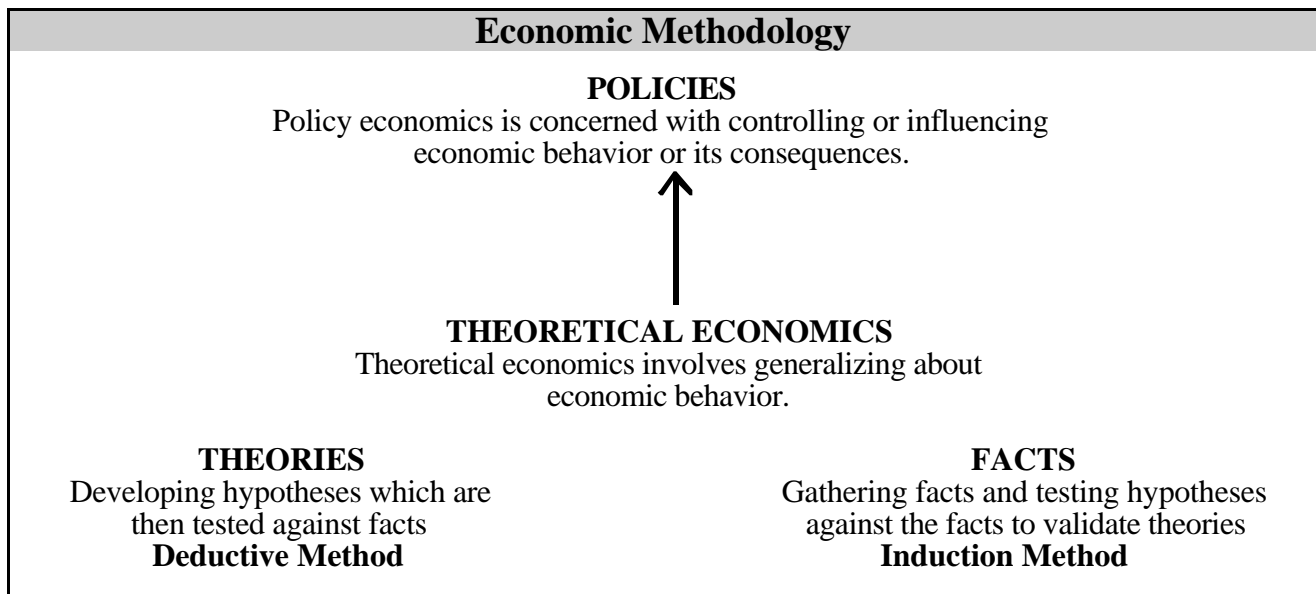 Economic Methodology
POLICIES
Policy economics is concerned with controlling or influencing
economic behavior or its consequences.
THEORETICAL ECONOMICS
Theoretical economics involves generalizing about
economic behavior.
THEORIES
Developing hypotheses which are
then tested against facts
Deductive Method
FACTS
Gathering facts and testing hypotheses
against the facts to validate theories
Induction Method